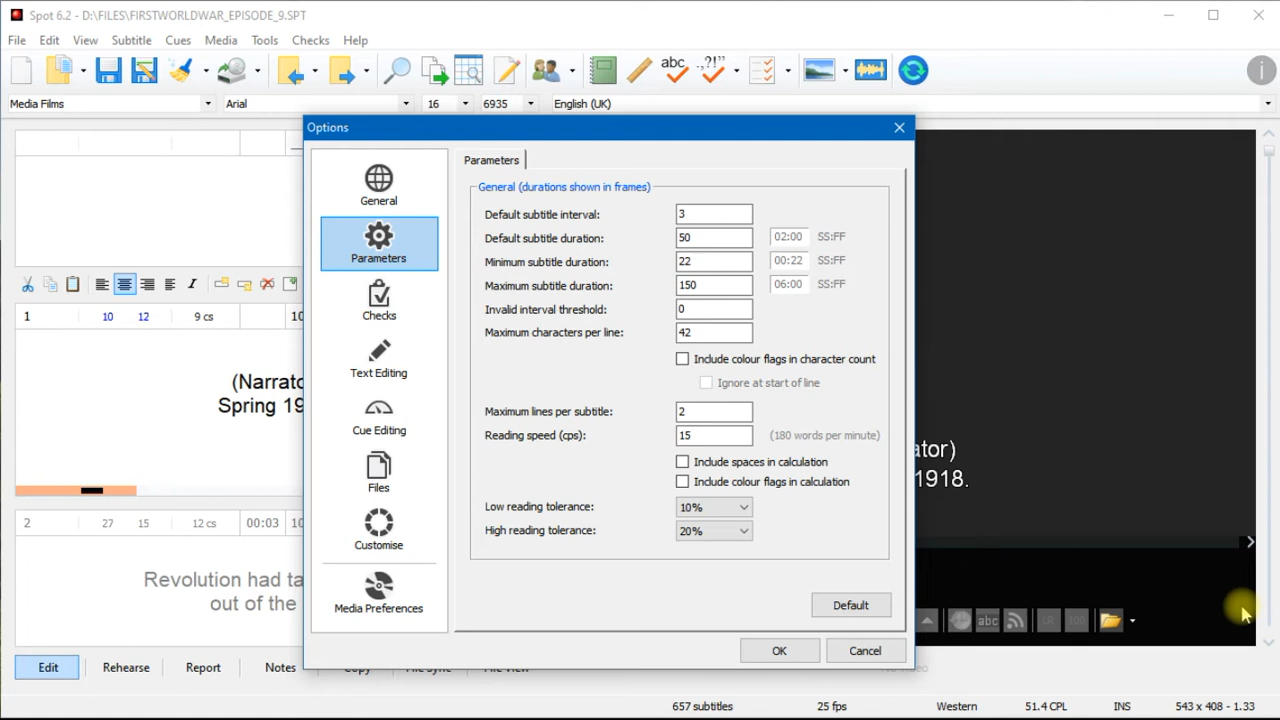 Spot 6.2 - D:\FILES\FIRSTWORLDWAR_EPISODE_9.SPT
File Edit View Subtitle Cues Media Tools Checks Help
abc .,?!"
Media Films Arial 16 6935 English (UK)
Options
General
Parameters
Checks
Text Editing
Cue Editing
Files
Customise
Media Preferences
Parameters
General (durations shown in frames)
Default subtitle interval: 3
Default subtitle duration: 50 02:00 SS:FF
Minimum subtitle duration: 22 00:22 SS:FF
Maximum subtitle duration: 150 06:00 SS:FF
Invalid interval threshold: 0
Maximum characters per line: 42
Include colour flags in character count
Ignore at start of line
Maximum lines per subtitle: 2
Reading speed (cps): 15 (180 words per minute)
Include spaces in calculation
Include colour flags in calculation
Low reading tolerance: 10%
High reading tolerance: 20%
Default
OK Cancel
1 10 12 9 cs 10
(Narrato
Spring 19
2 27 15 12 cs 00:03 10
Revolution had ta
out of the
ator)
1918.
abc LR 100
Edit Rehearse Report Notes
657 subtitles 25 fps Western 51.4 CPL INS 543 x 408 - 1.33